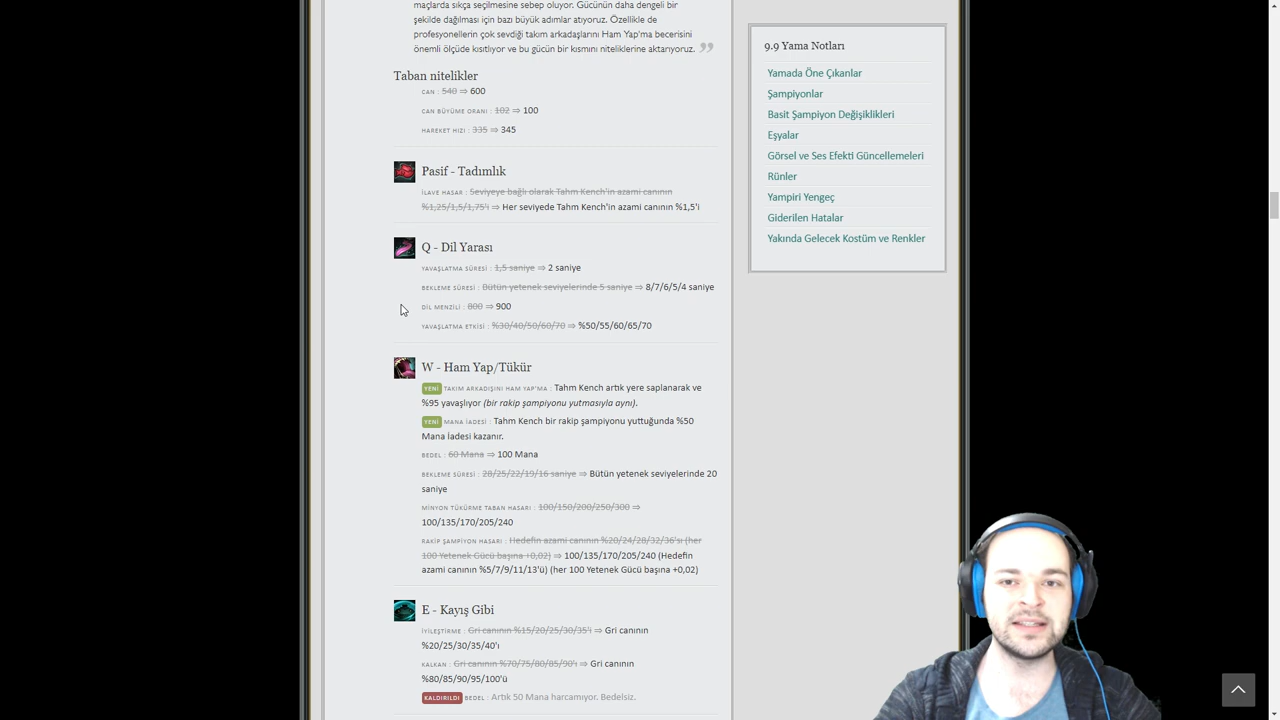 maçlarda sıkça seçilmesine sebep oluyor. Gücünün daha dengeli bir
şekilde dağılması için bazı büyük adımlar atıyoruz. Özellikle de
profesyonellerin çok sevdiği takım arkadaşlarını Ham Yap'ma becerisini
önemli ölçüde kısıtlıyor ve bu gücün bir kısmını niteliklerine aktarıyoruz.
Taban nitelikler
CAN : 540 ⇒ 600
CAN BÜYÜME ORANI : 102 ⇒ 100
HAREKET HIZI : 335 ⇒ 345
Pasif - Tadımlık
İLAVE HASAR : Seviyeye bağlı olarak Tahm Kench'in azami canının
%1,25/1,5/1,75'i ⇒ Her seviyede Tahm Kench'in azami canının %1,5'i
Q - Dil Yarası
YAVAŞLATMA SÜRESİ : 1,5 saniye ⇒ 2 saniye
BEKLEME SÜRESİ : Bütün yetenek seviyelerinde 5 saniye ⇒ 8/7/6/5/4 saniye
DİL MENZİLİ : 800 ⇒ 900
YAVAŞLATMA ETKİSİ : %30/40/50/60/70 ⇒ %50/55/60/65/70
W - Ham Yap/Tükür
YENİ TAKIM ARKADAŞINI HAM YAP'MA : Tahm Kench artık yere saplanarak ve
%95 yavaşlıyor (bir rakip şampiyonu yutmasıyla aynı).
YENİ MANA İADESİ : Tahm Kench bir rakip şampiyonu yuttuğunda %50
Mana İadesi kazanır.
BEDEL : 60 Mana ⇒ 100 Mana
BEKLEME SÜRESİ : 28/25/22/19/16 saniye ⇒ Bütün yetenek seviyelerinde 20
saniye
MİNYON TÜKÜRME TABAN HASARI : 100/150/200/250/300 ⇒
100/135/170/205/240
RAKİP ŞAMPİYON HASARI : Hedefin azami canının %20/24/28/32/36'sı (her
100 Yetenek Gücü başına +0,02) ⇒ 100/135/170/205/240 (Hedefin
azami canının %5/7/9/11/13'ü) (her 100 Yetenek Gücü başına +0,02)
E - Kayış Gibi
İYİLEŞTİRME : Gri canının %15/20/25/30/35'i ⇒ Gri canının
%20/25/30/35/40'ı
KALKAN : Gri canının %70/75/80/85/90'ı ⇒ Gri canının
%80/85/90/95/100'ü
KALDIRILDI BEDEL : Artık 50 Mana harcamıyor. Bedelsiz.
9.9 Yama Notları
Yamada Öne Çıkanlar
Şampiyonlar
Basit Şampiyon Değişiklikleri
Eşyalar
Görsel ve Ses Efekti Güncellemeleri
Rünler
Yampiri Yengeç
Giderilen Hatalar
Yakında Gelecek Kostüm ve Renkler